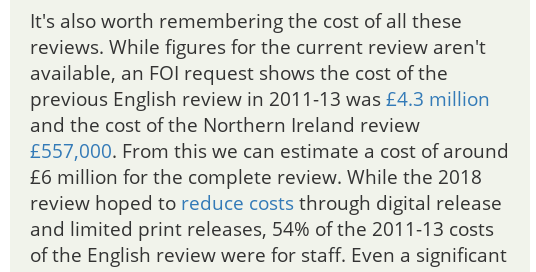 It's also worth remembering the cost of all these
reviews. While figures for the current review aren't
available, an FOI request shows the cost of the
previous English review in 2011-13 was £4.3 million
and the cost of the Northern Ireland review
£557,000. From this we can estimate a cost of around
£6 million for the complete review. While the 2018
review hoped to reduce costs through digital release
and limited print releases, 54% of the 2011-13 costs
of the English review were for staff. Even a significant